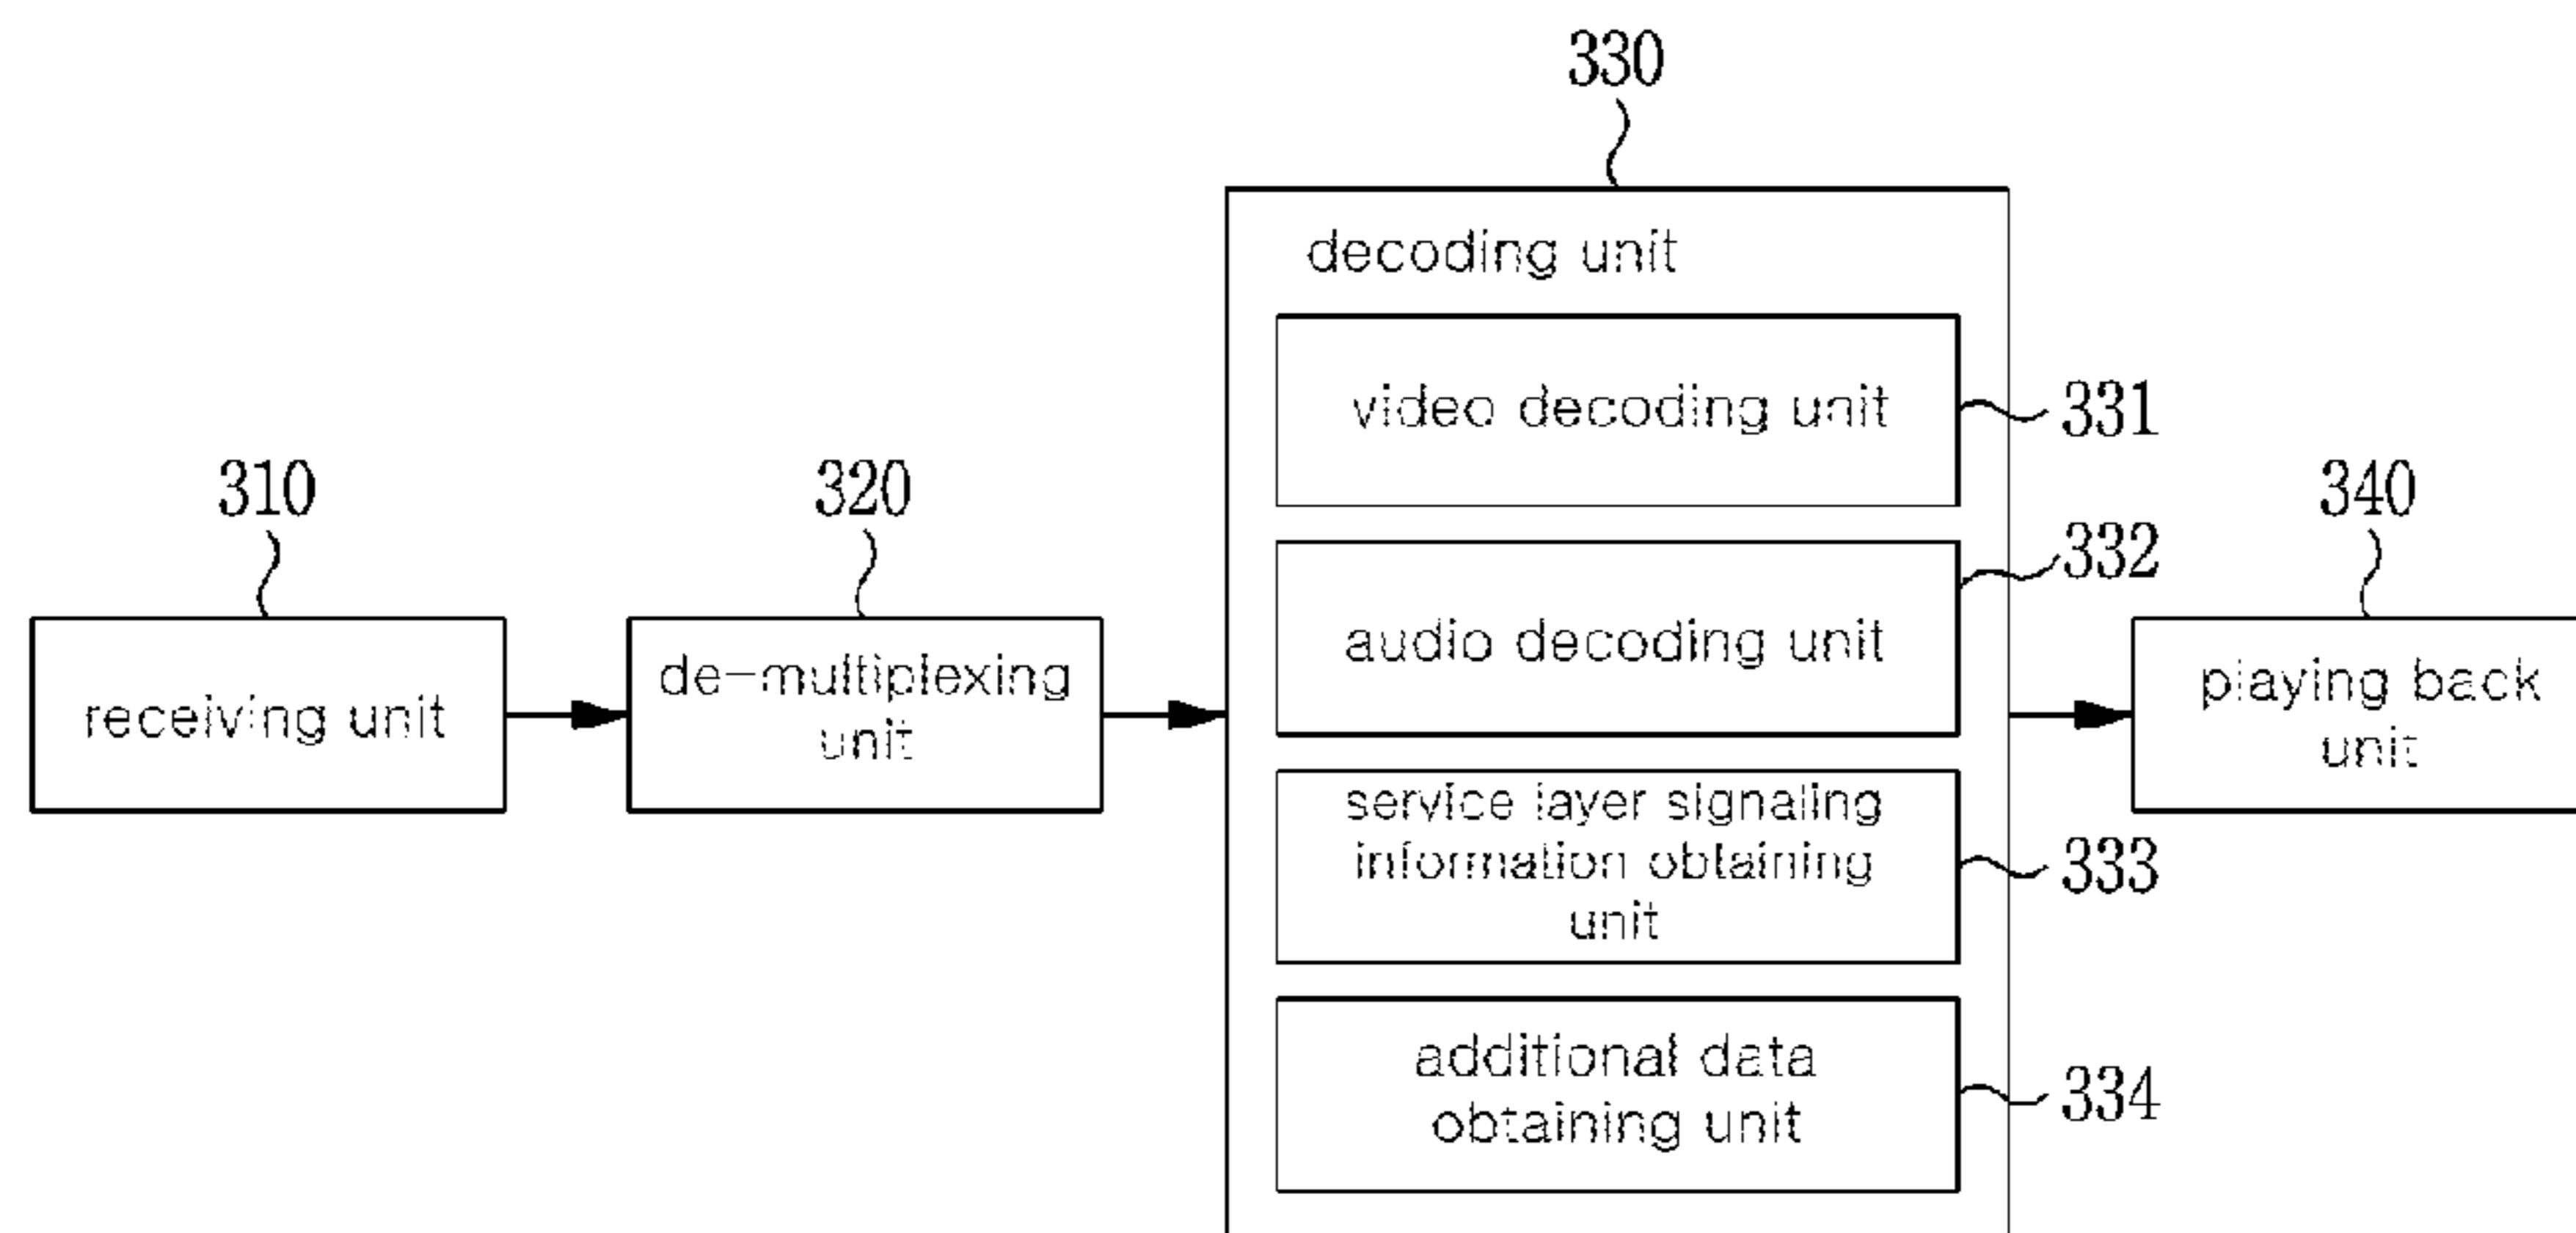 330
decoding unit
video decoding unit
331
310
320
340
332
audio decoding unit
receiving unit
de-multiplexing
unit
playing back
unit
service layer signaling
information obtaining
unit
333
additional data
obtaining unit
334